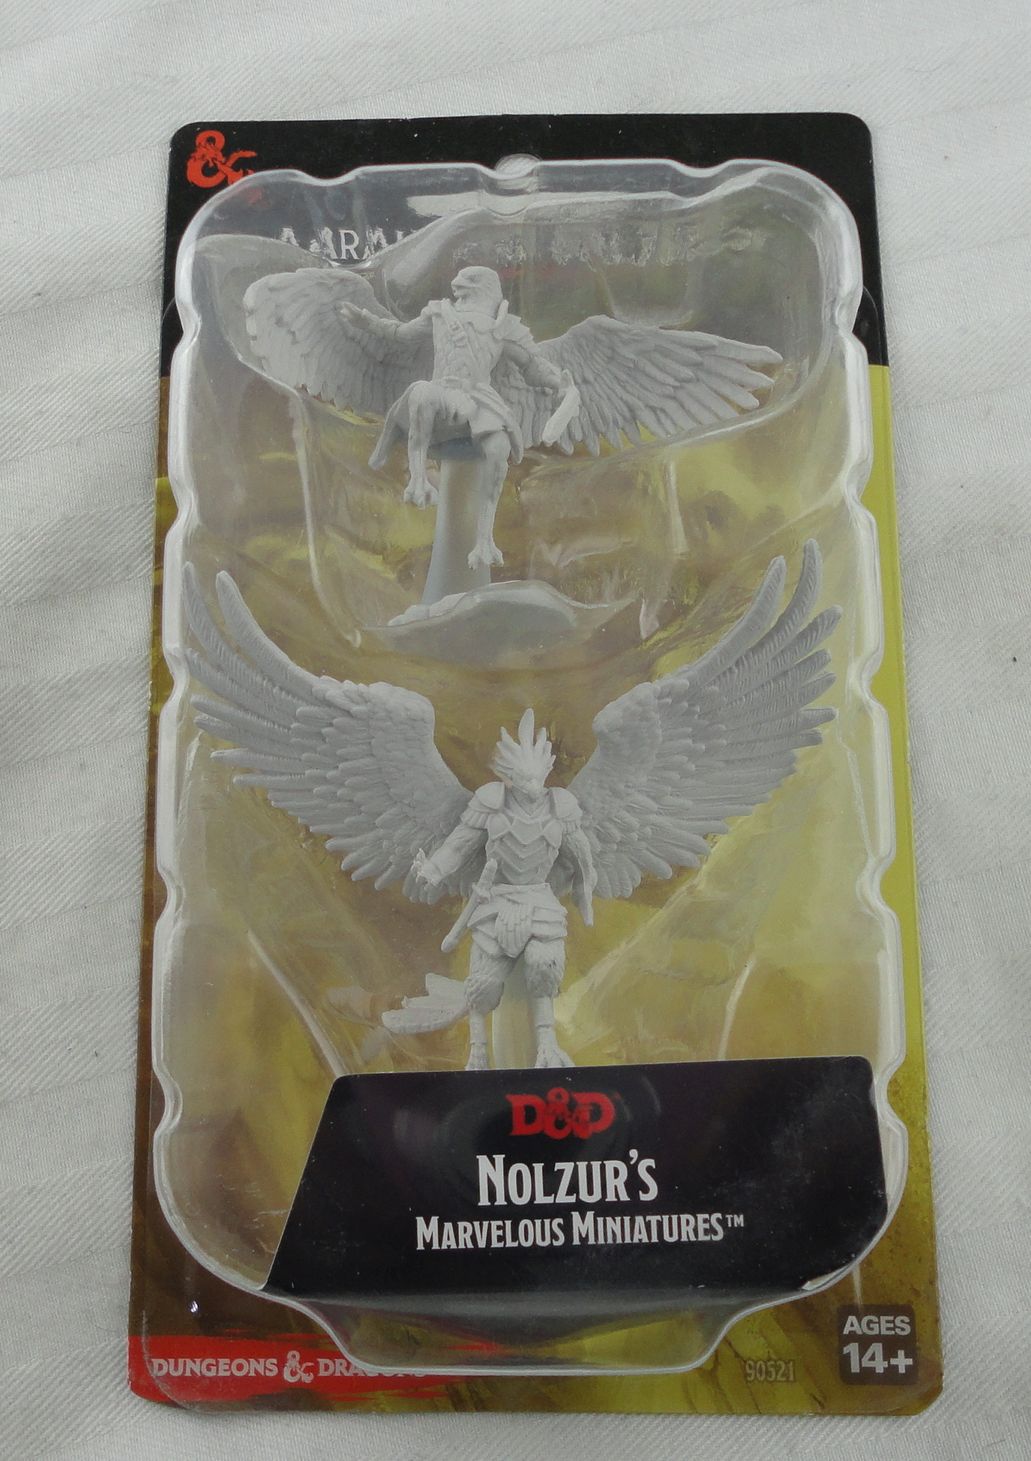 D&D
NOLZUR'S
MARVELOUS MINIATURES™
AGES
14+
DUNGEONS & DRAGONS
90521